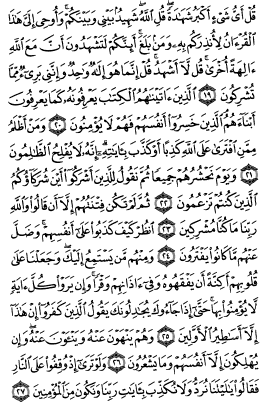 قُلْ أَىُّ شَىْءٍ أَكْبَرُ شَهَٰدَةً ۖ قُلِ ٱللَّهُ ۖ شَهِيدٌۢ بَيْنِى وَبَيْنَكُمْ ۚ وَأُوحِىَ إِلَىَّ هَٰذَا
ٱلْقُرْءَانُ لِأُنذِرَكُم بِهِۦ وَمَنۢ بَلَغَ ۚ أَئِنَّكُمْ لَتَشْهَدُونَ أَنَّ مَعَ ٱللَّهِ
ءَالِهَةً أُخْرَىٰ ۚ قُل لَّآ أَشْهَدُ ۚ قُلْ إِنَّمَا هُوَ إِلَٰهٌ وَٰحِدٌ وَإِنَّنِى بَرِىٓءٌ مِّمَّا
تُشْرِكُونَ ١٩ ٱلَّذِينَ ءَاتَيْنَٰهُمُ ٱلْكِتَٰبَ يَعْرِفُونَهُۥ كَمَا يَعْرِفُونَ
أَبْنَآءَهُمُ ۘ ٱلَّذِينَ خَسِرُوٓا۟ أَنفُسَهُمْ فَهُمْ لَا يُؤْمِنُونَ ٢٠ وَمَنْ أَظْلَمُ
مِمَّنِ ٱفْتَرَىٰ عَلَى ٱللَّهِ كَذِبًا أَوْ كَذَّبَ بِـَٔايَٰتِهِۦٓ ۗ إِنَّهُۥ لَا يُفْلِحُ ٱلظَّٰلِمُونَ
٢١ وَيَوْمَ نَحْشُرُهُمْ جَمِيعًا ثُمَّ نَقُولُ لِلَّذِينَ أَشْرَكُوٓا۟ أَيْنَ شُرَكَآؤُكُمُ
ٱلَّذِينَ كُنتُمْ تَزْعُمُونَ ٢٢ ثُمَّ لَمْ تَكُن فِتْنَتُهُمْ إِلَّآ أَن قَالُوا۟ وَٱللَّهِ
رَبِّنَا مَا كُنَّا مُشْرِكِينَ ٢٣ ٱنظُرْ كَيْفَ كَذَبُوا۟ عَلَىٰٓ أَنفُسِهِمْ ۚ وَضَلَّ
عَنْهُم مَّا كَانُوا۟ يَفْتَرُونَ ٢٤ وَمِنْهُم مَّن يَسْتَمِعُ إِلَيْكَ ۖ وَجَعَلْنَا عَلَىٰ
قُلُوبِهِمْ أَكِنَّةً أَن يَفْقَهُوهُ وَفِىٓ ءَاذَانِهِمْ وَقْرًا ۚ وَإِن يَرَوْا۟ كُلَّ ءَايَةٍ
لَّا يُؤْمِنُوا۟ بِهَا ۚ حَتَّىٰٓ إِذَا جَآءُوكَ يُجَٰدِلُونَكَ يَقُولُ ٱلَّذِينَ كَفَرُوٓا۟ إِنْ هَٰذَآ
إِلَّآ أَسَٰطِيرُ ٱلْأَوَّلِينَ ٢٥ وَهُمْ يَنْهَوْنَ عَنْهُ وَيَنْـَٔوْنَ عَنْهُ ۖ وَإِن
يُهْلِكُونَ إِلَّآ أَنفُسَهُمْ وَمَا يَشْعُرُونَ ٢٦ وَلَوْ تَرَىٰٓ إِذْ وُقِفُوا۟ عَلَى ٱلنَّارِ
فَقَالُوا۟ يَٰلَيْتَنَا نُرَدُّ وَلَا نُكَذِّبَ بِـَٔايَٰتِ رَبِّنَا وَنَكُونَ مِنَ ٱلْمُؤْمِنِينَ ٢٧